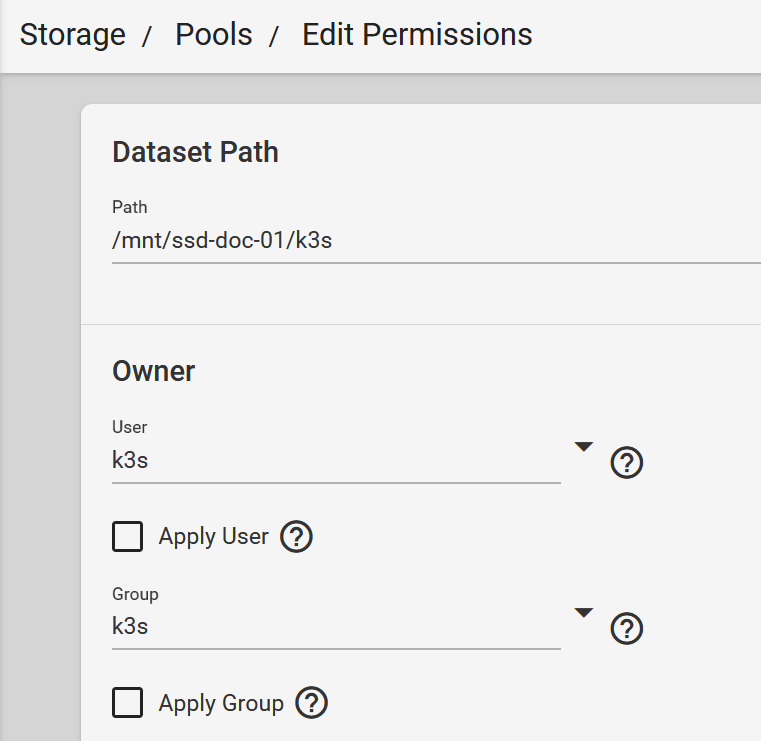 Storage / Pools / Edit Permissions
Dataset Path
Path
/mnt/ssd-doc-01/k3s
Owner
User
k3s
Apply User ?
Group
k3s
Apply Group ?